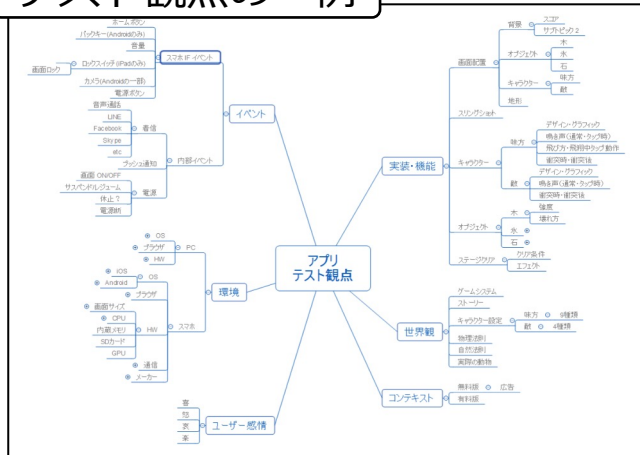 テスト観点の一例
アプリ
テスト観点
イベント
スマホIF イベント
ホームボタン
バックキー(Androidのみ)
音量
ロックスイッチ(iPadのみ)
画面ロック
カメラ(Androidの一部)
電源ボタン
内部イベント
着信
音声通話
LINE
Facebook
Skype
etc
プッシュ通知
電源
画面 ON/OFF
サスペンド/レジューム
休止?
電源断
環境
PC
OS
ブラウザ
HW
スマホ
OS
iOS
Android
ブラウザ
HW
画面サイズ
CPU
内蔵メモリ
SDカード
GPU
通信
メーカー
ユーザー感情
喜
怒
哀
楽
実装・機能
画面配置
背景
スコア
サブトピック 2
オブジェクト
木
氷
石
キャラクター
味方
敵
地形
スリングショット
キャラクター
味方
デザイン・グラフィック
鳴き声(通常・タップ時)
飛び方・飛翔中タップ動作
衝突時・衝突後
敵
デザイン・グラフィック
鳴き声(通常・タップ時)
衝突時・衝突後
オブジェクト
木
強度
壊れ方
氷
石
ステージクリア
クリア条件
エフェクト
世界観
ゲームシステム
ストーリー
キャラクター設定
味方
9種類
敵
4種類
物理法則
自然法則
実際の動物
コンテキスト
無料版
広告
有料版